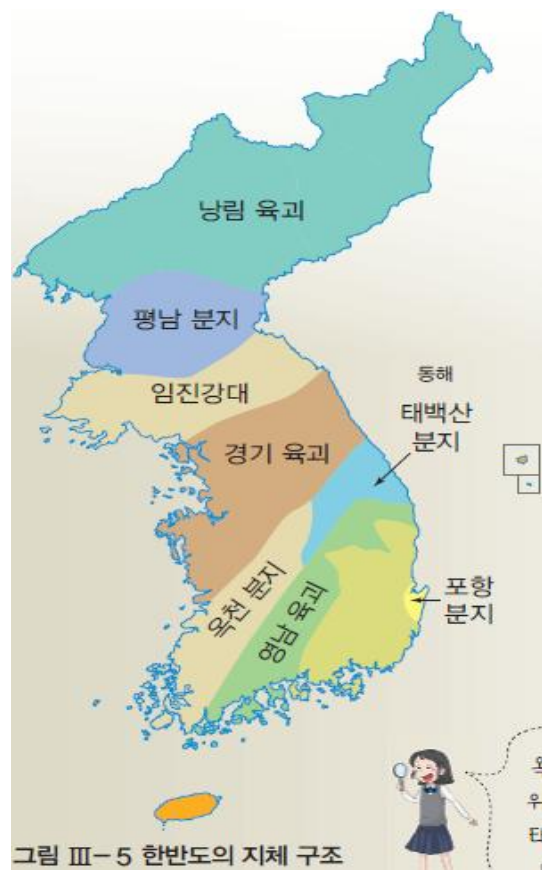 낭림 육괴
평남 분지
임진강대
동해
태백산
분지
경기 육괴
옥천 분지
영남 육괴
포항
분지
우
그림 Ⅲ-5 한반도의 지체 구조